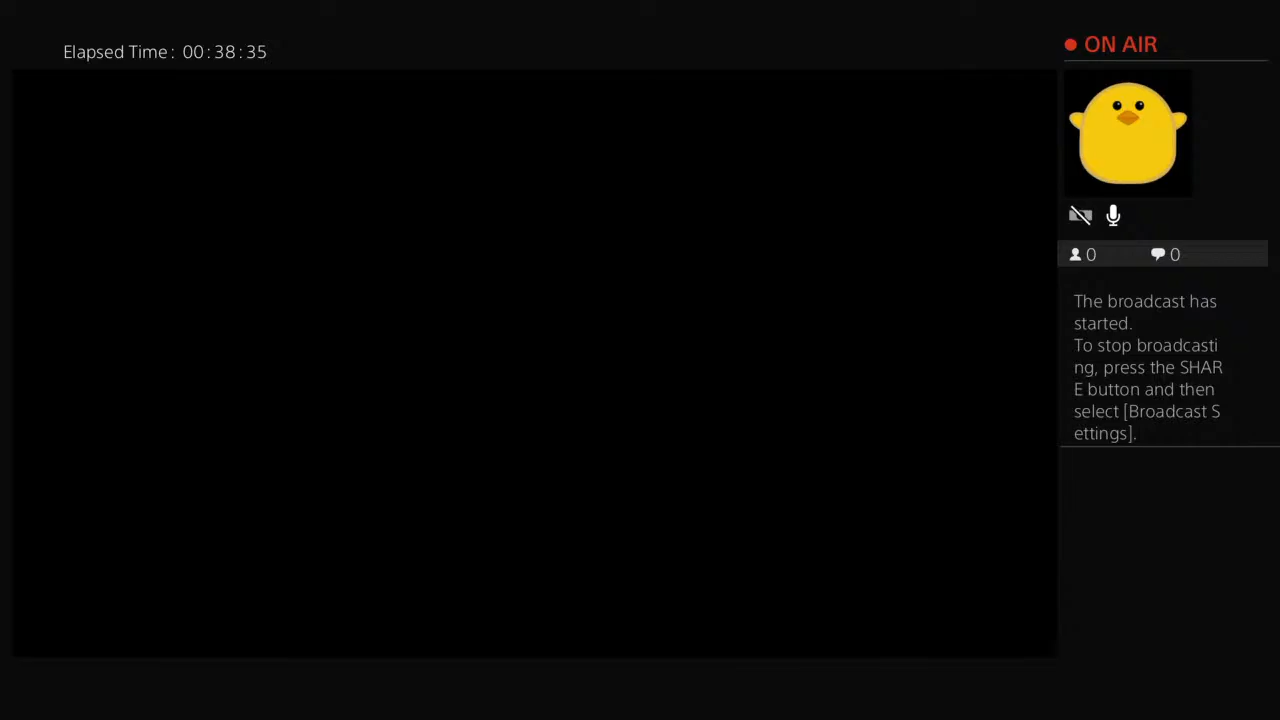 Elapsed Time: 00:38:35
ON AIR
0 0
The broadcast has
started.
To stop broadcasti
ng, press the SHAR
E button and then
select [Broadcast S
ettings].